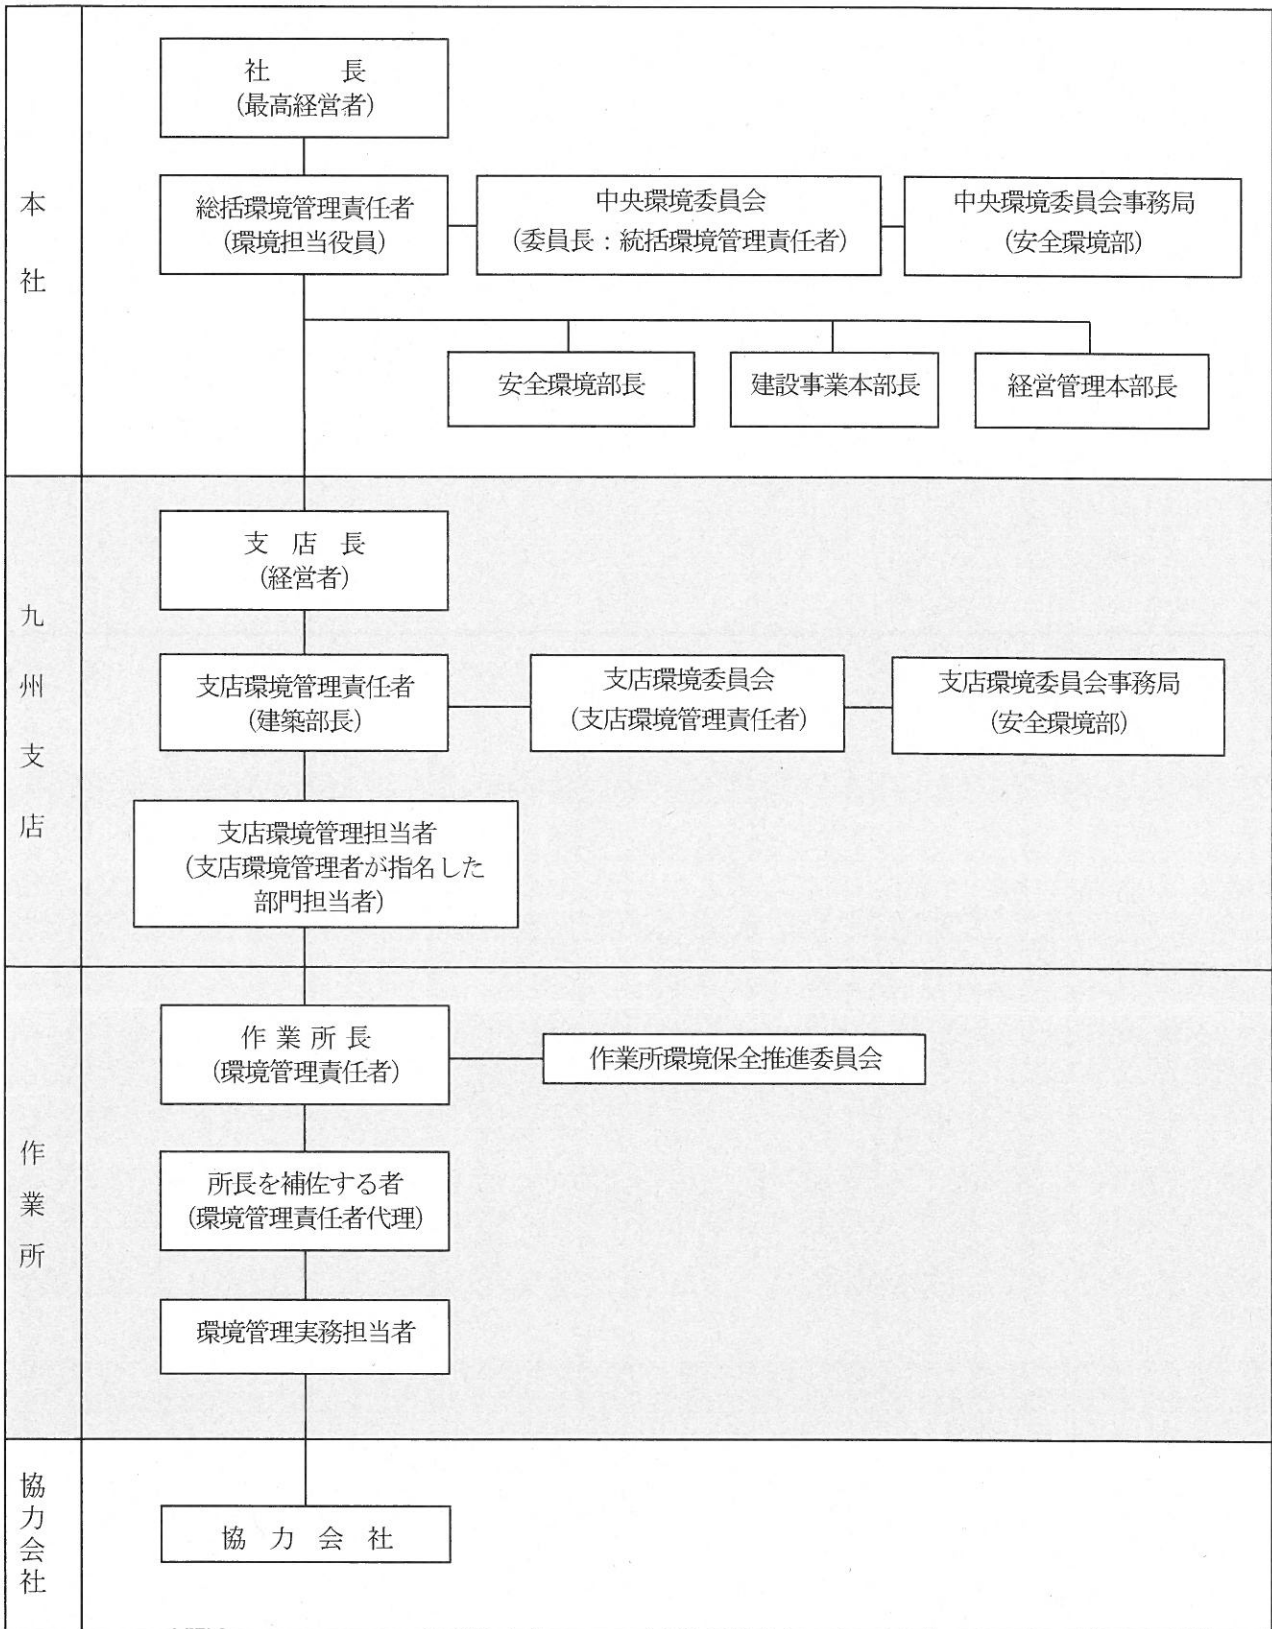 本社
社長
(最高経営者)
総括環境管理責任者
(環境担当役員)
中央環境委員会
(委員長：統括環境管理責任者)
中央環境委員会事務局
(安全環境部)
安全環境部長
建設事業本部長
経営管理本部長
九州支店
支店長
(経営者)
支店環境管理責任者
(建築部長)
支店環境委員会
(支店環境管理責任者)
支店環境委員会事務局
(安全環境部)
支店環境管理担当者
(支店環境管理者が指名した
部門担当者)
作業所
作業所長
(環境管理責任者)
作業所環境保全推進委員会
所長を補佐する者
(環境管理責任者代理)
環境管理実務担当者
協力会社
協力会社